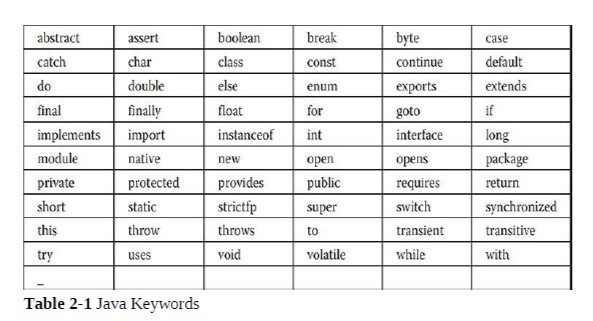 abstract assert boolean break byte case
catch char class const continue default
do double else enum exports extends
final finally float for goto if
implements import instanceof int interface long
module native new open opens package
private protected provides public requires return
short static strictfp super switch synchronized
this throw throws to transient transitive
try uses void volatile while with
_
Table 2-1 Java Keywords